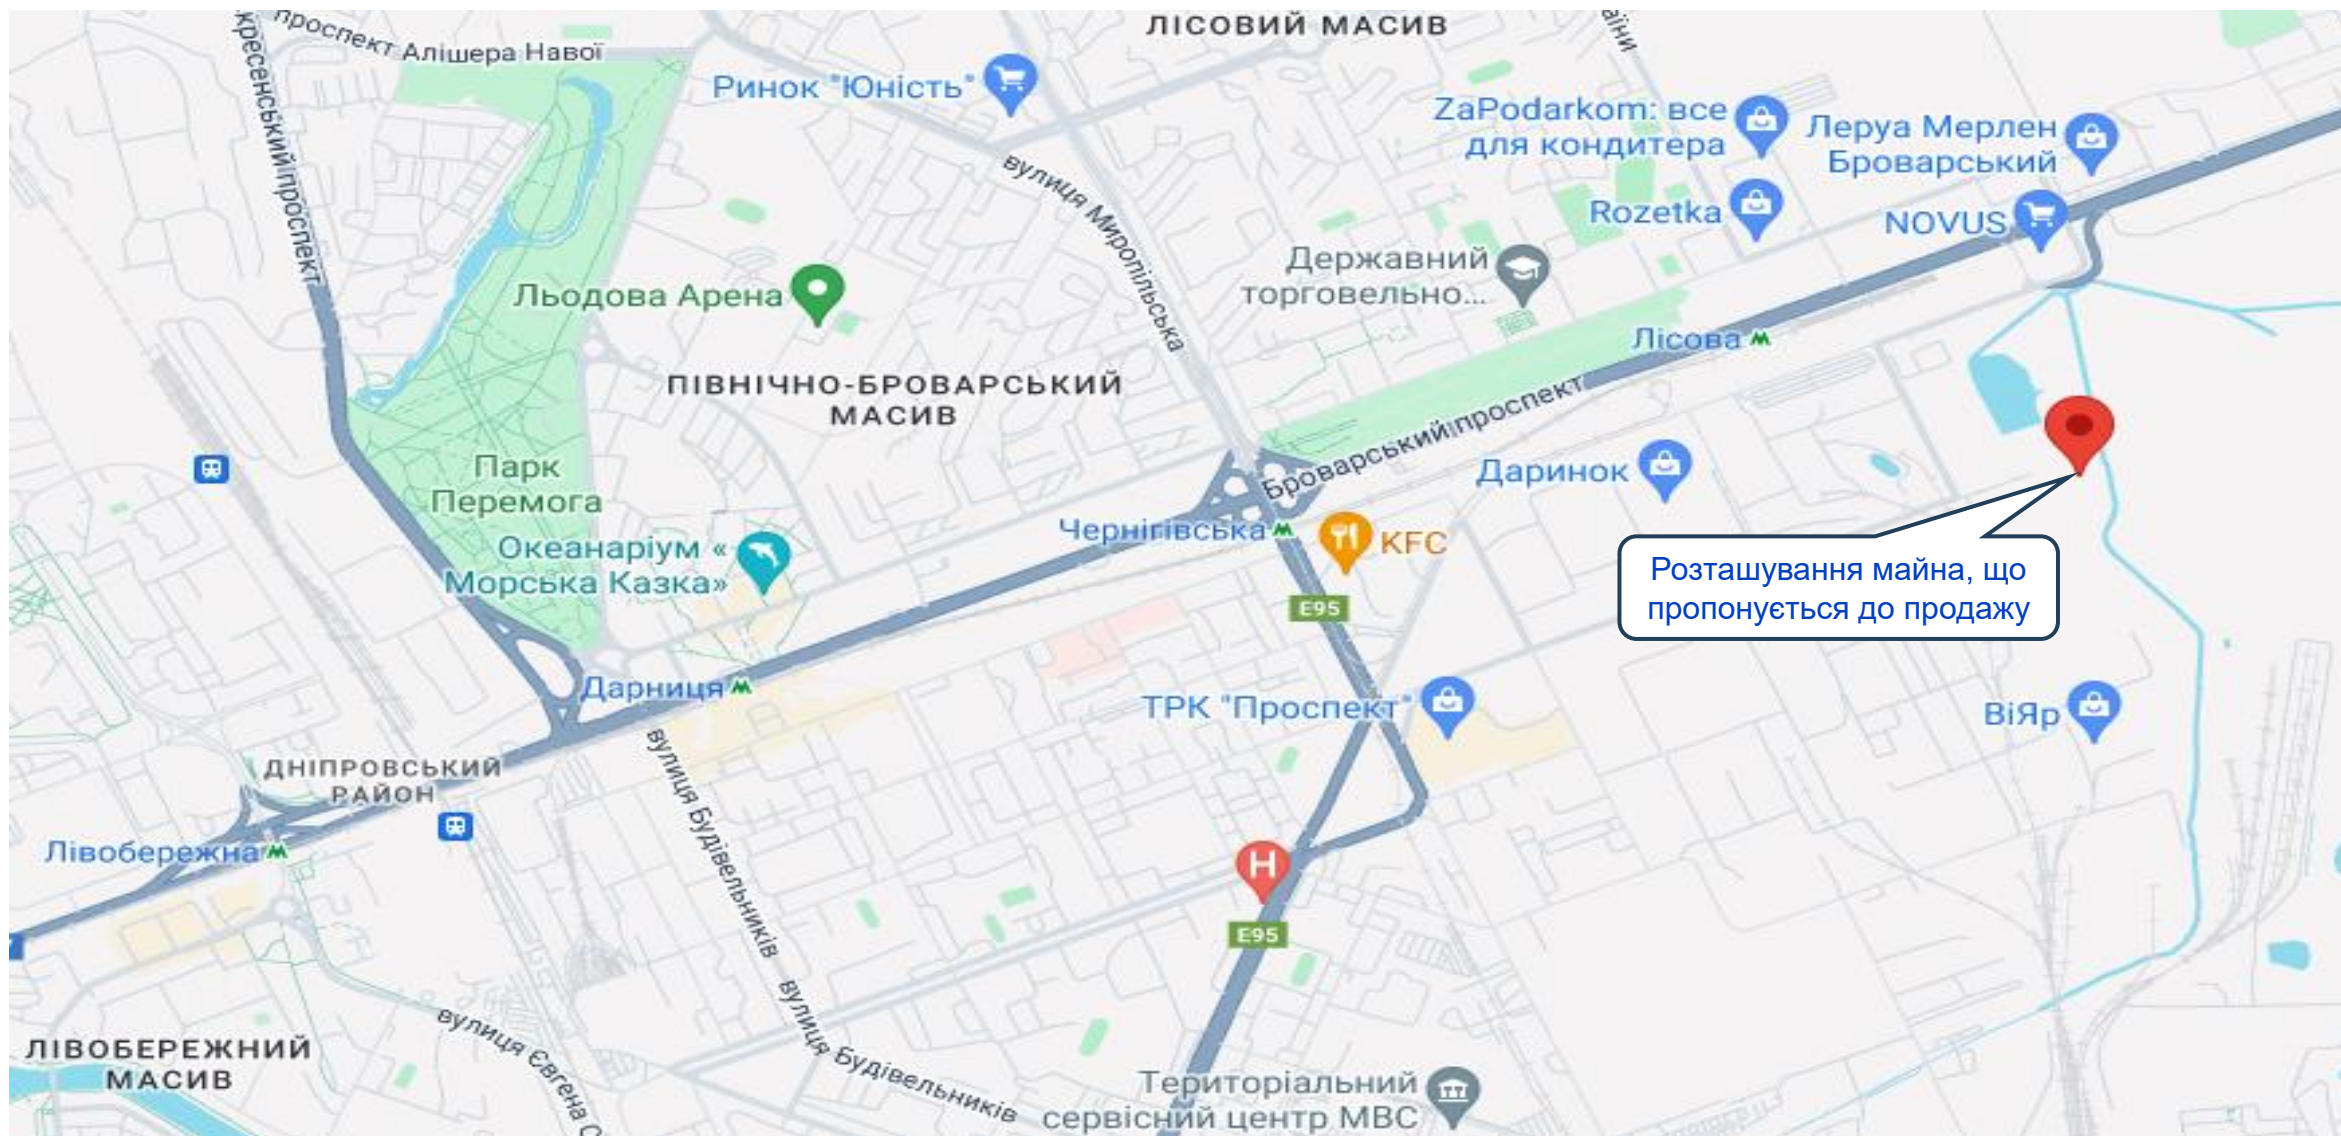 проспект Алішера Навої
ЛІСОВИЙ МАСИВ
аїни
кресенський проспект
Ринок "Юність"
ZaPodarkom: все
для кондитера
Леруа Мерлен
Броварський
вулиця Миропільська
Rozetka
NOVUS
Державний
торговельно...
Льодова Арена
Лісова
ПІВНІЧНО-БРОВАРСЬКИЙ
МАСИВ
Броварський проспект
Парк
Перемога
Даринок
Чернігівська
KFC
Океанаріум «
Морська Казка»
Розташування майна, що
пропонується до продажу
E95
Дарниця
ТРК "Проспект"
ВіЯр
вулиця Будівельників
ДНІПРОВСЬКИЙ
РАЙОН
Лівобережна
H
E95
вулиця Будівельників
вулиця Євгена С
ЛІВОБЕРЕЖНИЙ
МАСИВ
Територіальний
сервісний центр МВС